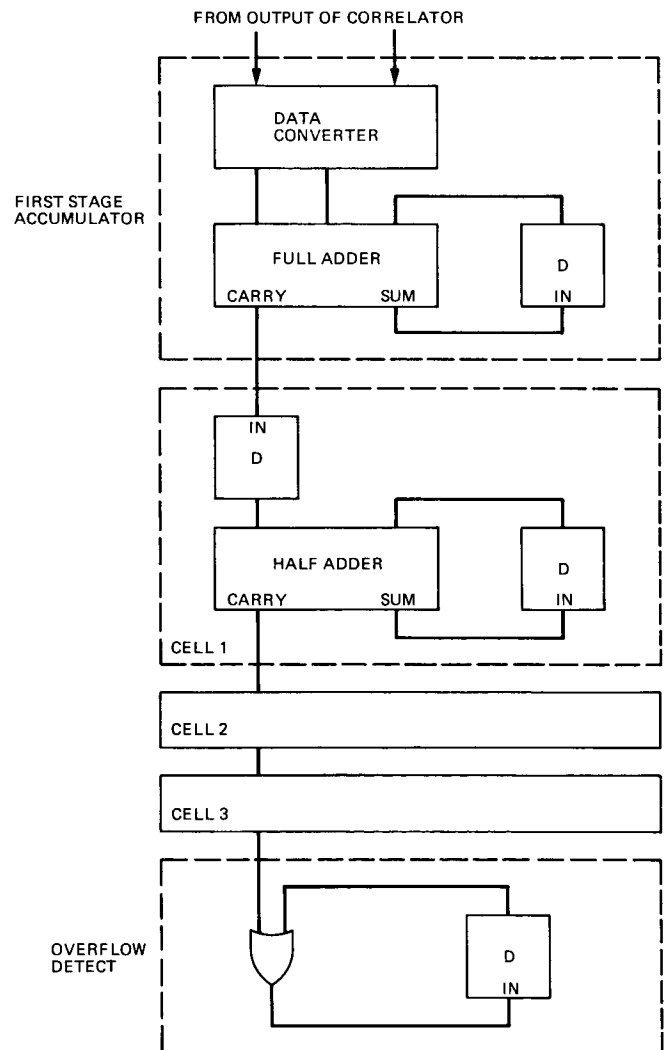 FROM OUTPUT OF CORRELATOR
DATA
CONVERTER
FIRST STAGE
ACCUMULATOR
FULL ADDER
CARRY SUM
D
IN
IN
D
HALF ADDER
CARRY SUM
D
IN
CELL 1
CELL 2
CELL 3
OVERFLOW
DETECT
D
IN